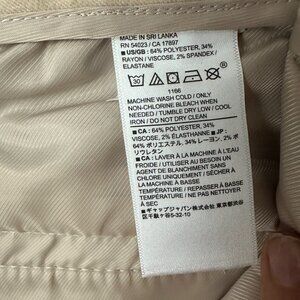 MADE IN SRI LANKA
RN 54023 / CA 17897
■ US/GB : 64% POLYESTER, 34%
RAYON / VISCOSE, 2% SPANDEX /
ELASTANE
30
1166
MACHINE WASH COLD / ONLY
NON-CHLORINE BLEACH WHEN
NEEDED / TUMBLE DRY LOW / COOL
IRON / DO NOT DRY CLEAN
■ CA : 64% POLYESTER, 34%
VISCOSE, 2% ÉLASTHANNE ■ JP :
64% ポリエステル, 34% レーヨン, 2% ポ
リウレタン
■ CA : LAVER À LA MACHINE À L'EAU
FROIDE / UTILISER AU BESOIN UN
AGENT DE BLANCHIMENT SANS
CHLORE UNIQUEMENT / SÉCHER À
LA MACHINE À BASSE
TEMPÉRATURE / REPASSER À BASSE
TEMPÉRATURE / NE PAS NETTOYER
À
■ ギャップジャパン株式会社 東京都渋谷
区千駄ヶ谷5-32-10